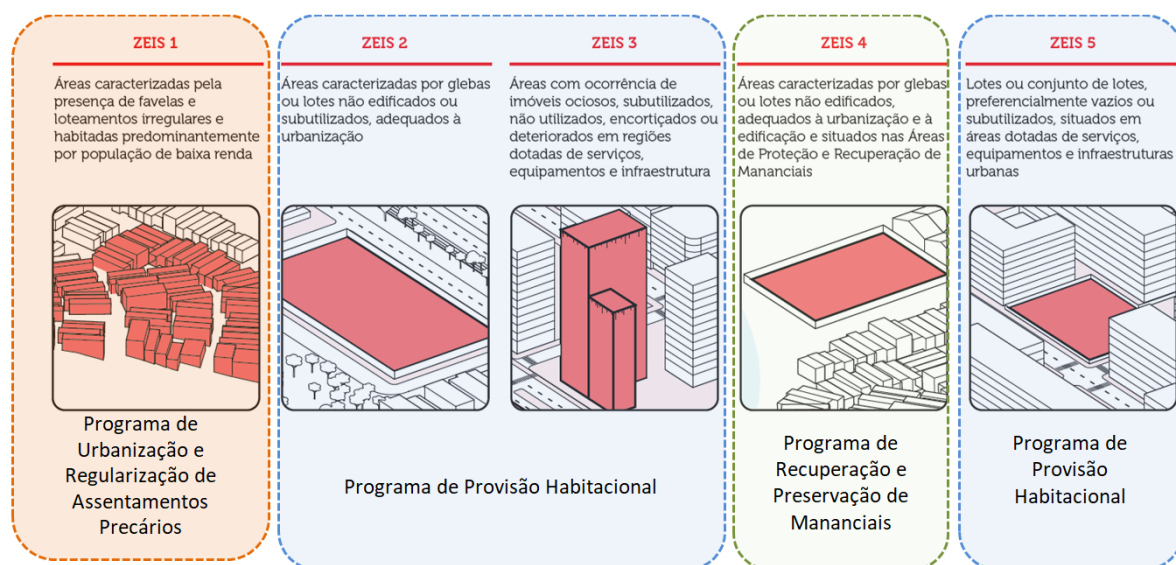 ZEIS 1
Áreas caracterizadas pela
presença de favelas e
loteamentos irregulares e
habitadas predominantemente
por população de baixa renda
Programa de
Urbanização e
Regularização de
Assentamentos
Precários
ZEIS 2
Áreas caracterizadas por glebas
ou lotes não edificados ou
subutilizados, adequados à
urbanização
ZEIS 3
Áreas com ocorrência de
imóveis ociosos, subutilizados,
não utilizados, encortiçados ou
deteriorados em regiões
dotadas de serviços,
equipamentos e infraestrutura
Programa de Provisão Habitacional
ZEIS 4
Áreas caracterizadas por glebas
ou lotes não edificados,
adequados à urbanização e à
edificação e situados nas Áreas
de Proteção e Recuperação de
Mananciais
Programa de
Recuperação e
Preservação de
Mananciais
ZEIS 5
Lotes ou conjunto de lotes,
preferencialmente vazios ou
subutilizados, situados em
áreas dotadas de serviços,
equipamentos e infraestruturas
urbanas
Programa de
Provisão
Habitacional